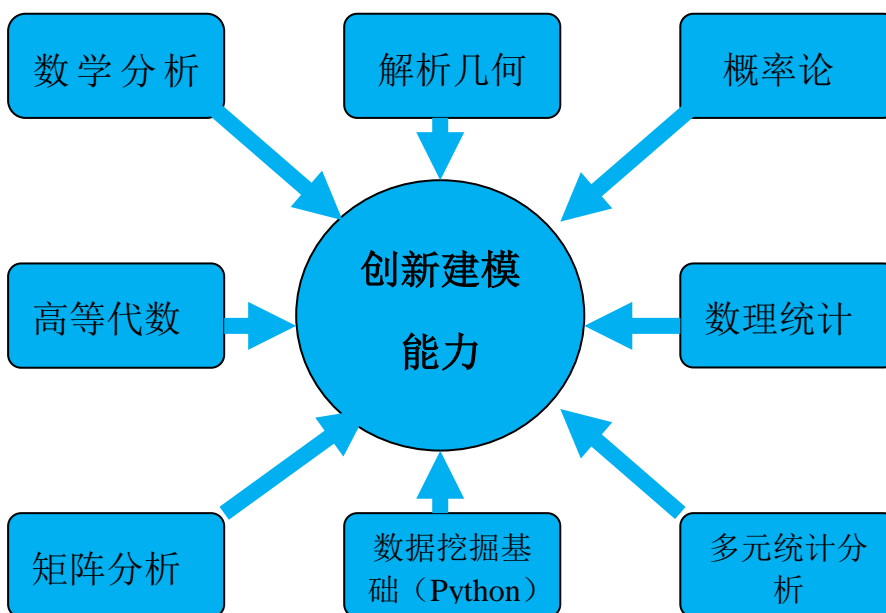 数学分析
解析几何
概率论
创新建模
能力
高等代数
数理统计
矩阵分析
数据挖掘基
础（Python）
多元统计分
析